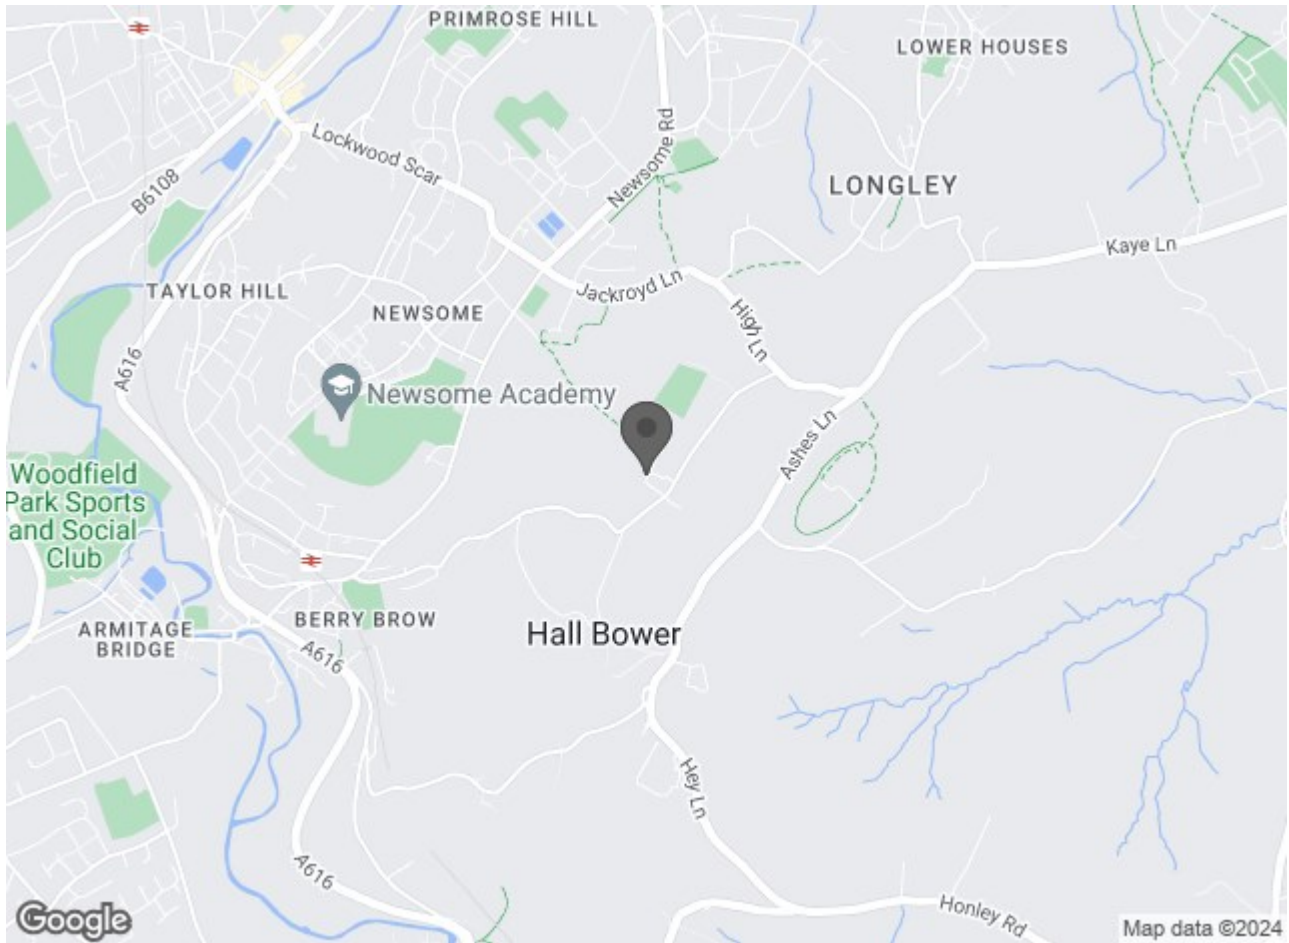 PRIMROSE HILL
LOWER HOUSES
Lockwood Scar
Newsome Rd
B6108
LONGLEY
Kaye Ln
TAYLOR HILL
Jackroyd Ln
NEWSOME
High Ln
A616
Newsome Academy
Ashes Ln
Woodfield
Park Sports
and Social
Club
BERRY BROW
ARMITAGE
BRIDGE
Hall Bower
A616
Hey Ln
A616
Honley Rd
Google
Map data ©2024